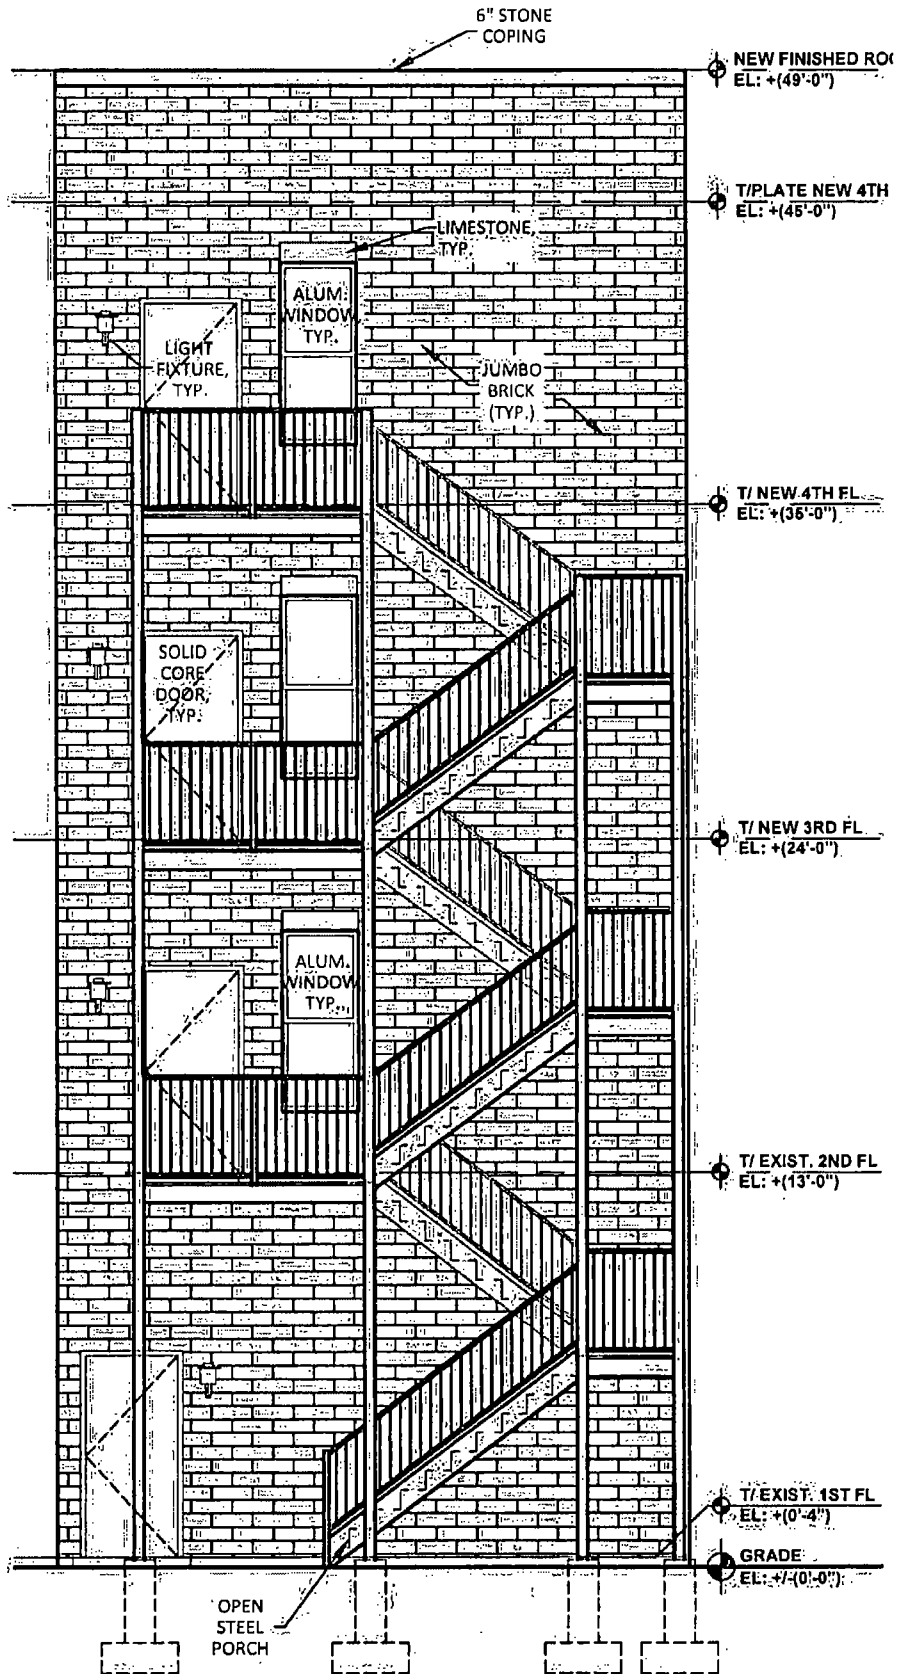 6" STONE
COPING
NEW FINISHED ROO
EL: +(49'-0")
T/PLATE NEW 4TH
EL: +(45'-0")
LIMESTONE,
TYP.
ALUM.
WINDOW
TYP.
LIGHT
FIXTURE,
TYP.
JUMBO
BRICK
(TYP.)
T/ NEW 4TH FL
EL: +(35'-0")
SOLID
CORE
DOOR,
TYP.
T/ NEW 3RD FL
EL: +(24'-0")
ALUM.
WINDOW
TYP.
T/ EXIST. 2ND FL
EL: +(13'-0")
T/ EXIST. 1ST FL
EL: +(0'-4")
GRADE
EL: +/-(0'-0")
OPEN
STEEL
PORCH